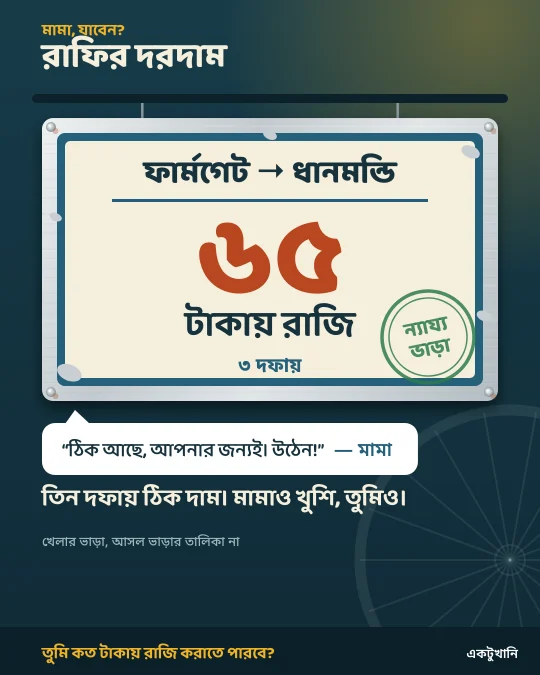 মামা, যাবেন?
রাফির দরদাম
ফার্মগেট → ধানমন্ডি
৬৫
টাকায় রাজি
৩ দফায়
ন্যায্য
ভাড়া
“ঠিক আছে, আপনার জন্যই। উঠেন!” — মামা
তিন দফায় ঠিক দাম। মামাও খুশি, তুমিও।
খেলার ভাড়া, আসল ভাড়ার তালিকা না
তুমি কত টাকায় রাজি করাতে পারবে?
একটুখানি